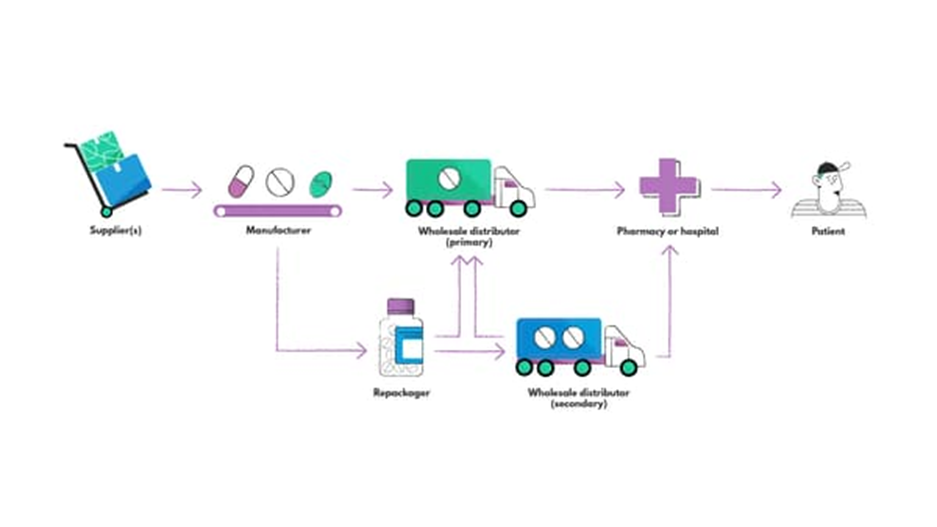 Supplier(s)
Manufacturer
Wholesale distributor
(primary)
Pharmacy or hospital
Patient
Repackager
Wholesale distributor
(secondary)